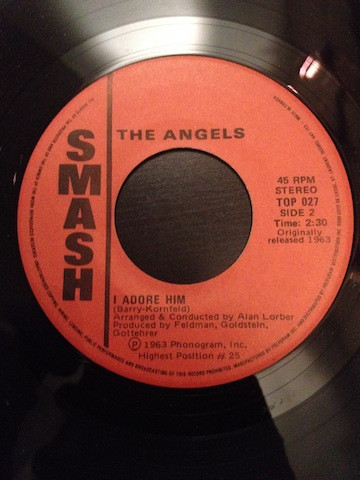 SMASH
THE ANGELS
45 RPM
STEREO
TOP 027
SIDE 2
Time: 2:30
Originally
released 1963
I ADORE HIM
(Barry-Kornfeld)
Arranged & Conducted by Alan Lorber
Produced by Feldman, Goldstein,
Gottehrer
Ⓟ 1963 Phonogram, Inc.
Highest Position # 25